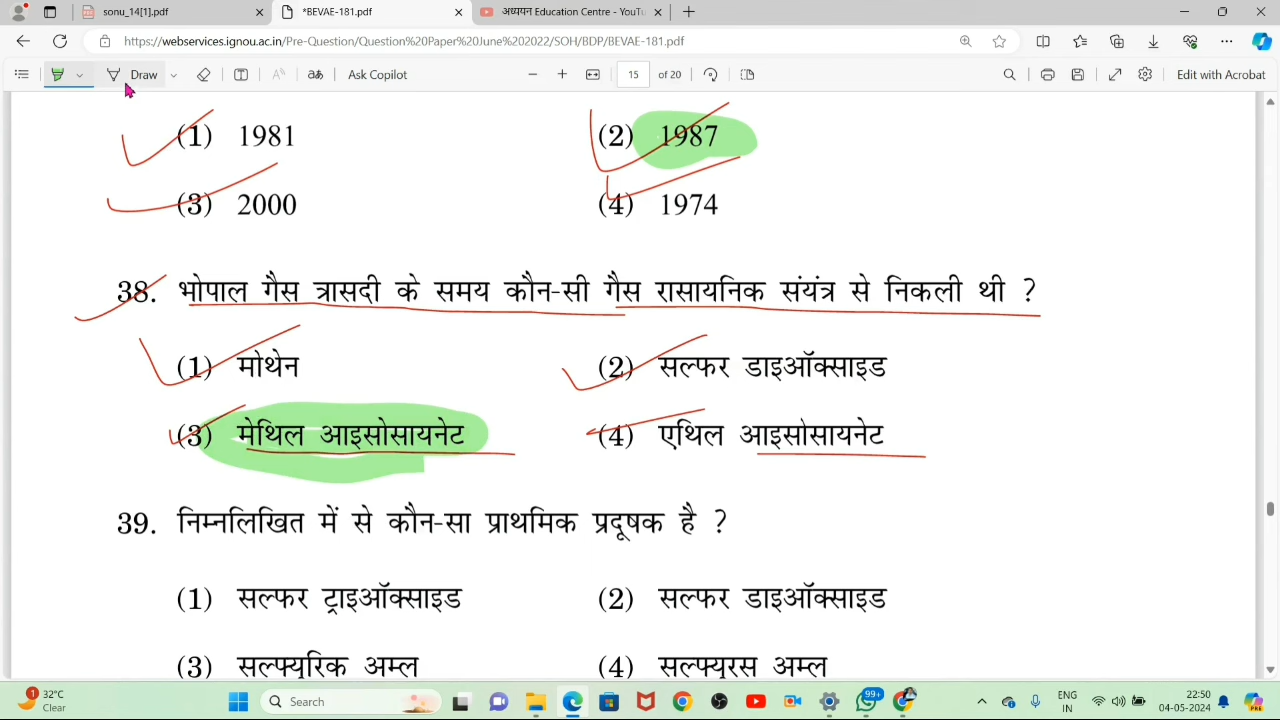 sonu_14[1].pdf
*BEVAE-181.pdf
अध्ययन Education Centre - YouTu
https://webservices.ignou.ac.in/Pre-Question/Question%20Paper%20June%202022/SOH/BDP/BEVAE-181.pdf
Draw
Ask Copilot
15 of 20
Edit with Acrobat
(1) 1981 (2) 1987
(3) 2000 (4) 1974
38. भोपाल गैस त्रासदी के समय कौन-सी गैस रासायनिक संयंत्र से निकली थी ?
(1) मोथेन (2) सल्फर डाइऑक्साइड
(3) मेथिल आइसोसायनेट (4) एथिल आइसोसायनेट
39. निम्नलिखित में से कौन-सा प्राथमिक प्रदूषक है ?
(1) सल्फर ट्राइऑक्साइड (2) सल्फर डाइऑक्साइड
(3) सल्फ्यूरिक अम्ल (4) सल्फ्यूरस अम्ल
1 32°C
Clear
Search
99+
ENG
IN
22:50
04-05-2024